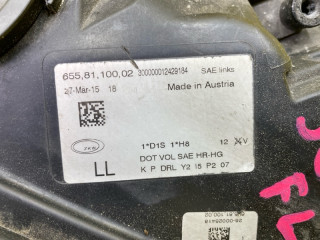 655.81.100.02 300000012429184 SAE links
27-Mar-15 18 Made in Austria
1*D1S 1*H8 12 V
LL DOT VOL SAE HR-HG
K P DRL Y2 15 P2 07
FL